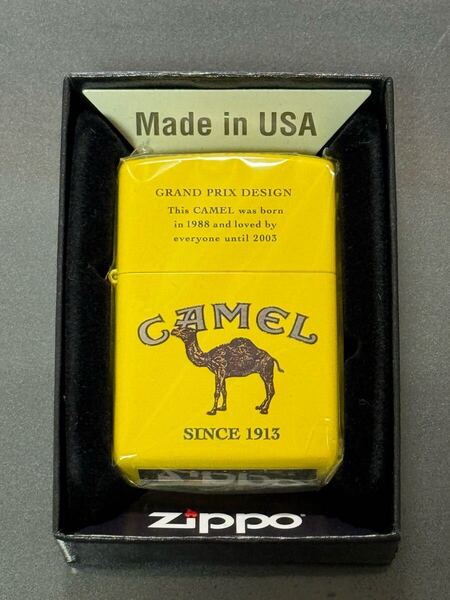 Made in USA
GRAND PRIX DESIGN
This CAMEL was born
in 1988 and loved by
everyone until 2003
CAMEL
SINCE 1913
Zippo
Zippo